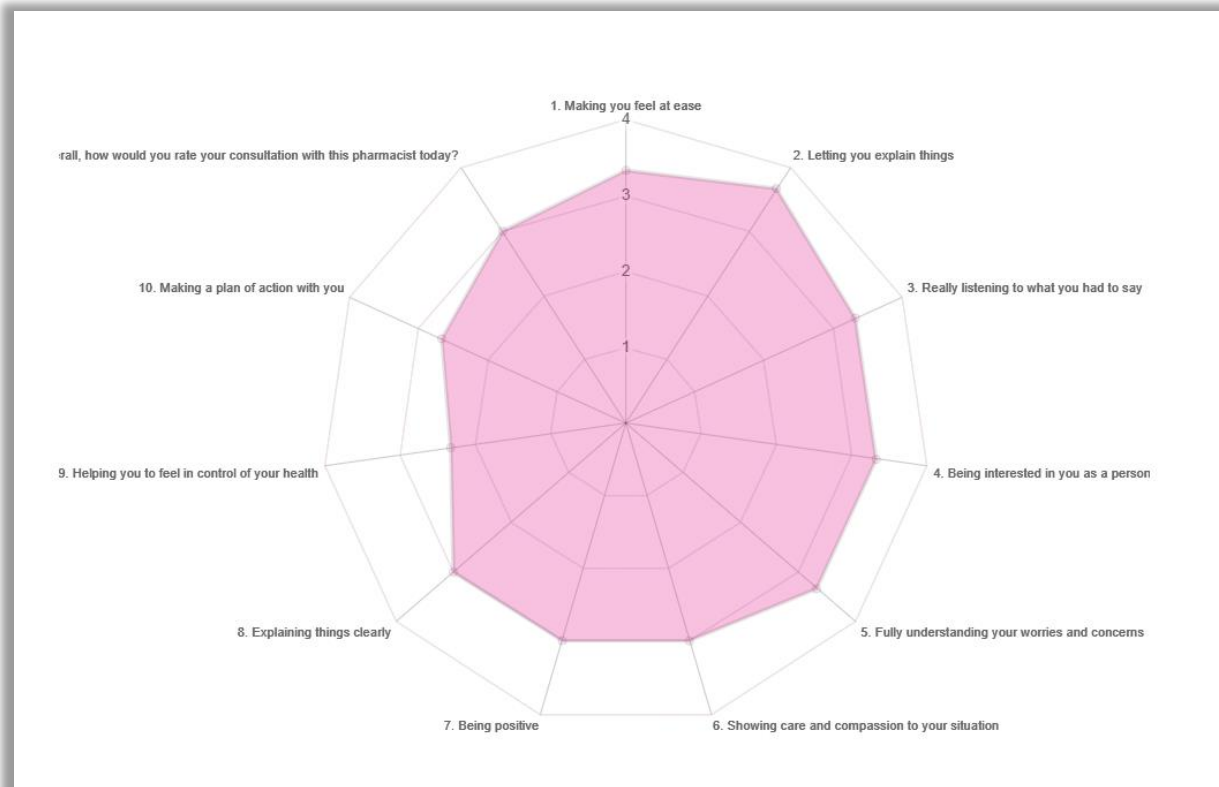 1. Making you feel at ease
4
rall, how would you rate your consultation with this pharmacist today?
2. Letting you explain things
3
10. Making a plan of action with you
3. Really listening to what you had to say
2
1
9. Helping you to feel in control of your health
4. Being interested in you as a person
8. Explaining things clearly
5. Fully understanding your worries and concerns
7. Being positive
6. Showing care and compassion to your situation